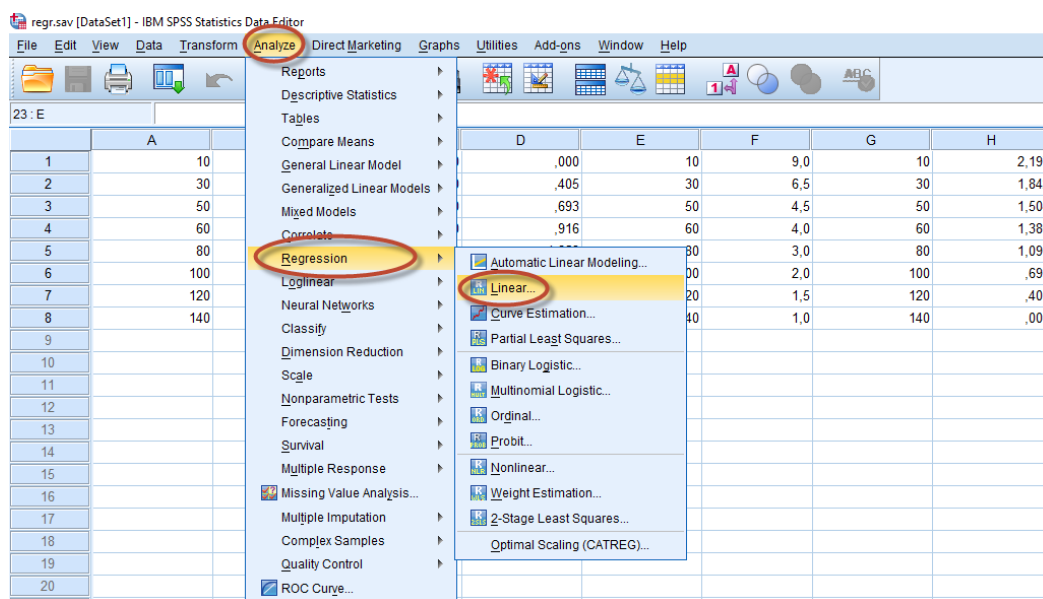 regr.sav [DataSet1] - IBM SPSS Statistics Data Editor
File Edit View Data Transform Analyze Direct Marketing Graphs Utilities Add-ons Window Help
23 : E
A D E F G H
1 10 ,000 10 9,0 10 2,19
2 30 ,405 30 6,5 30 1,84
3 50 ,693 50 4,5 50 1,50
4 60 ,916 60 4,0 60 1,38
5 80 80 3,0 80 1,09
6 100 00 2,0 100 ,69
7 120 20 1,5 120 ,40
8 140 40 1,0 140 ,00
9
10
11
12
13
14
15
16
17
18
19
20
Reports
Descriptive Statistics
Tables
Compare Means
General Linear Model
Generalized Linear Models
Mixed Models
Correlate
Regression
Loglinear
Neural Networks
Classify
Dimension Reduction
Scale
Nonparametric Tests
Forecasting
Survival
Multiple Response
Missing Value Analysis...
Multiple Imputation
Complex Samples
Quality Control
ROC Curve...
Automatic Linear Modeling...
Linear...
Curve Estimation...
Partial Least Squares...
Binary Logistic...
Multinomial Logistic...
Ordinal...
Probit...
Nonlinear...
Weight Estimation...
2-Stage Least Squares...
Optimal Scaling (CATREG)...